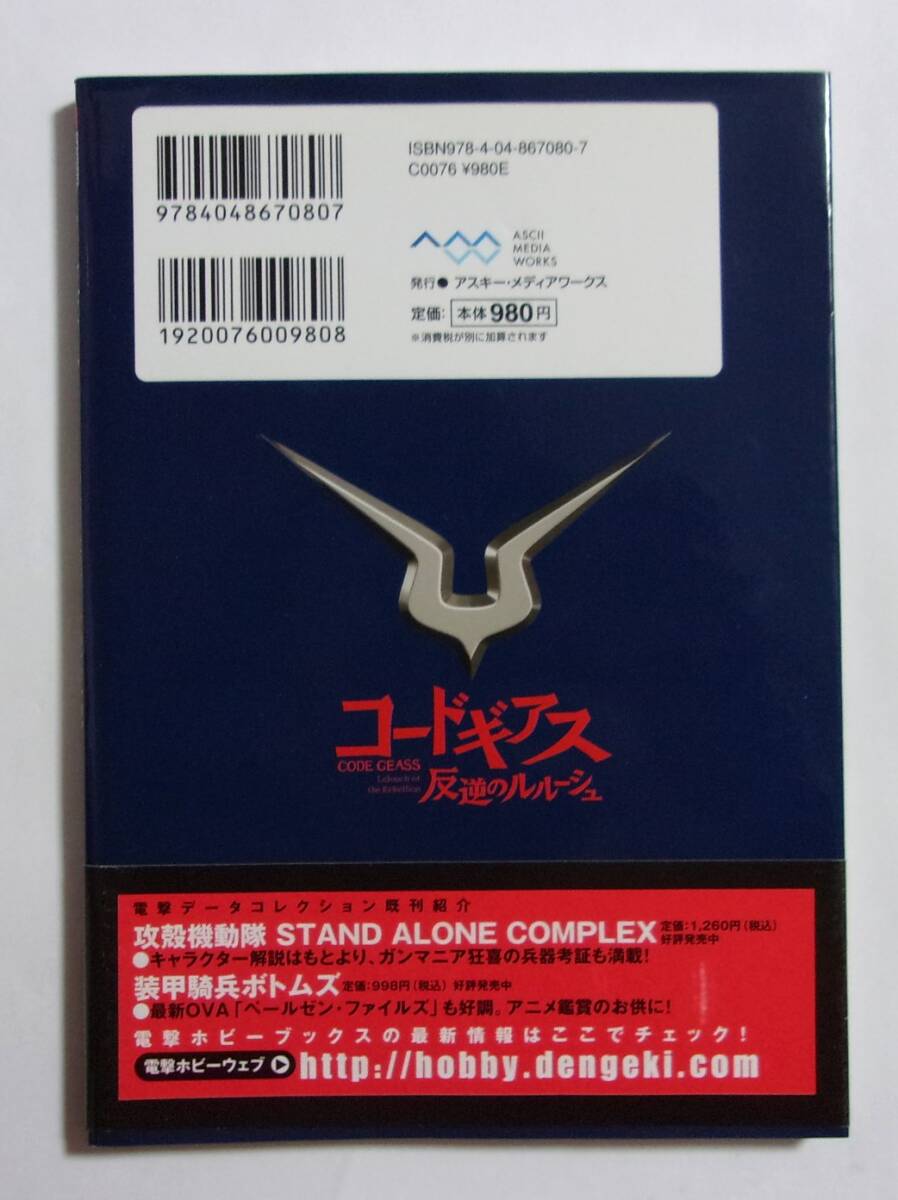 ISBN978-4-04-867080-7
C0076 ¥980E
9784048670807
ASCII
MEDIA
WORKS
発行● アスキー・メディアワークス
定価: 本体980円
※消費税が別に加算されます
1920076009808
コードギアス
CODE GEASS
Lelouch of
the Rebellion
反逆のルルーシュ
電撃データコレクション既刊紹介
攻殻機動隊 STAND ALONE COMPLEX 定価:1,260円(税込)
好評発売中
●キャラクター解説はもとより、ガンマニア狂喜の兵器考証も満載!
装甲騎兵ボトムズ 定価:998円(税込) 好評発売中
●最新OVA「ペールゼン・ファイルズ」も好調。アニメ鑑賞のお供に!
電撃ホビーブックスの最新情報はここでチェック!
電撃ホビーウェブ http://hobby.dengeki.com